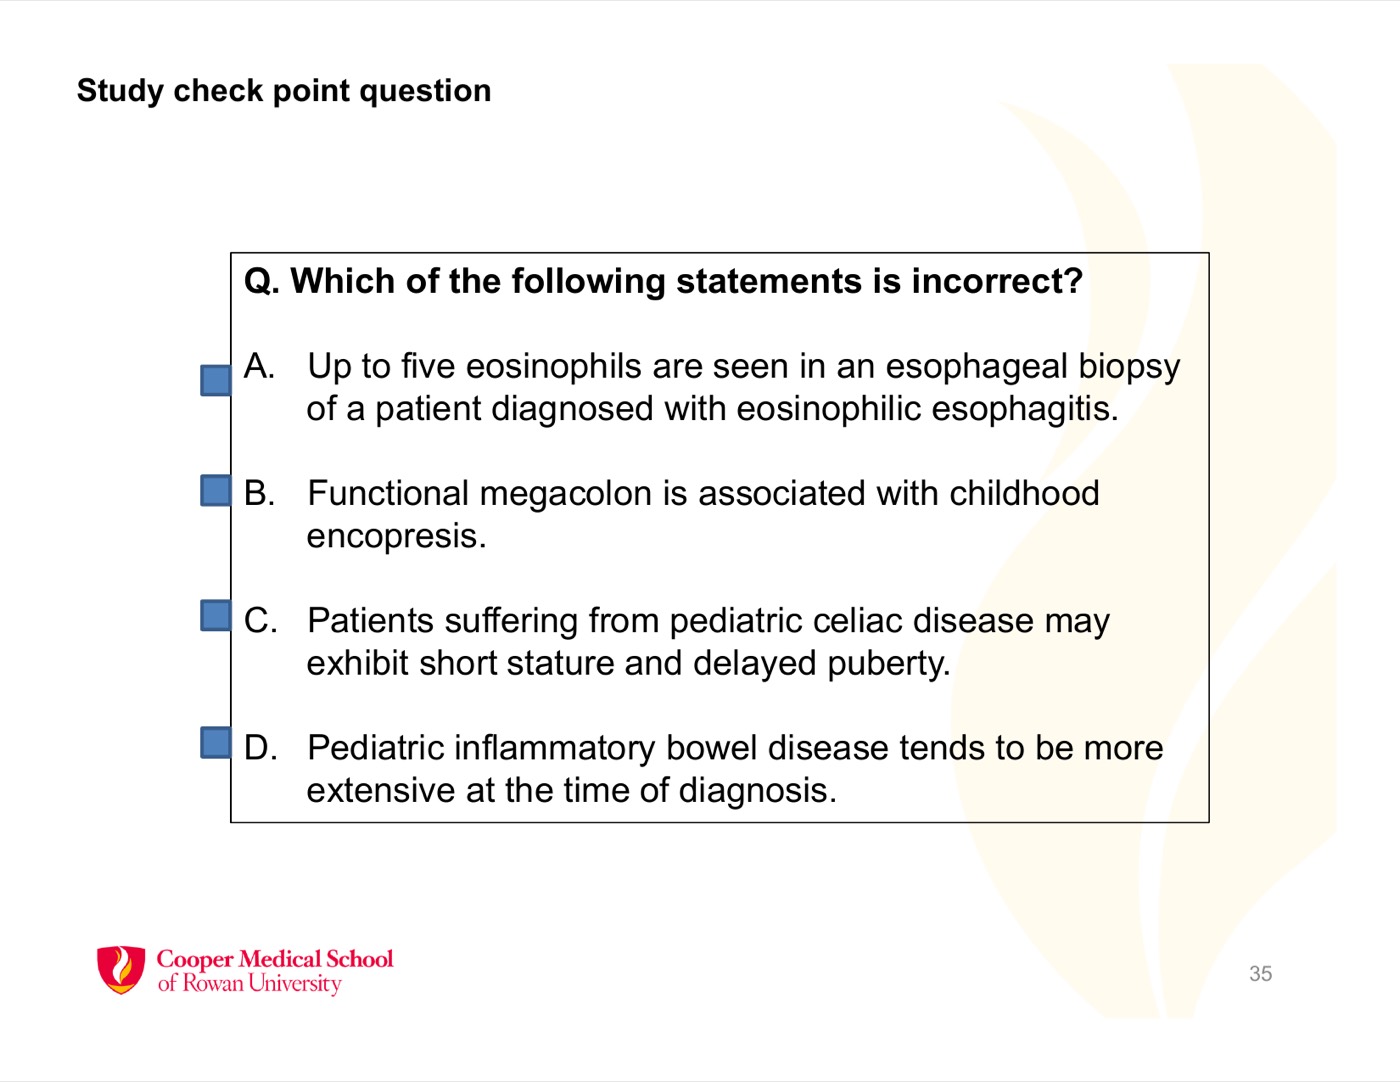 Study check point question
Q. Which of the following statements is incorrect?
A. Up to five eosinophils are seen in an esophageal biopsy
of a patient diagnosed with eosinophilic esophagitis.
B. Functional megacolon is associated with childhood
encopresis.
C. Patients suffering from pediatric celiac disease may
exhibit short stature and delayed puberty.
D. Pediatric inflammatory bowel disease tends to be more
extensive at the time of diagnosis.
Cooper Medical School
of Rowan University
35